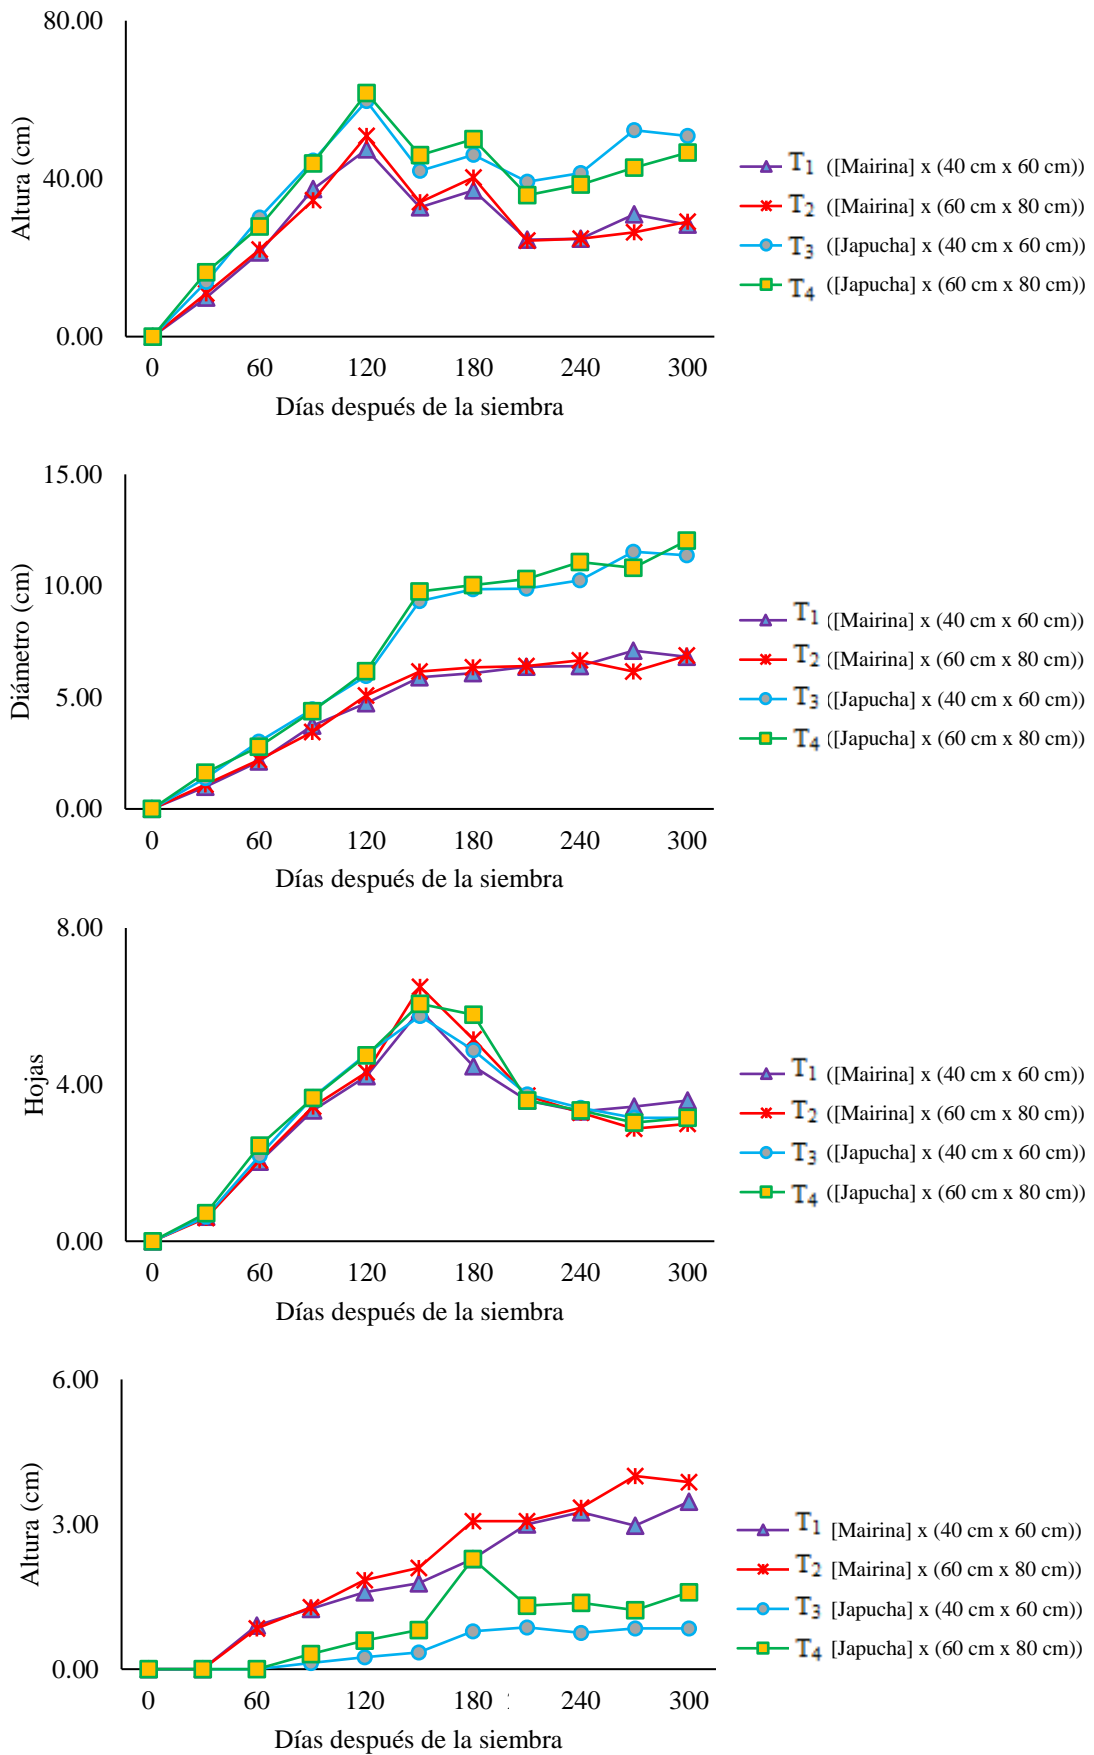 80.00
40.00
0.00
Altura (cm)
0 60 120 180 240 300
Días después de la siembra
T1 ([Mairina] x (40 cm x 60 cm))
T2 ([Mairina] x (60 cm x 80 cm))
T3 ([Japucha] x (40 cm x 60 cm))
T4 ([Japucha] x (60 cm x 80 cm))
15.00
10.00
5.00
0.00
Diámetro (cm)
0 60 120 180 240 300
Días después de la siembra
T1 ([Mairina] x (40 cm x 60 cm))
T2 ([Mairina] x (60 cm x 80 cm))
T3 ([Japucha] x (40 cm x 60 cm))
T4 ([Japucha] x (60 cm x 80 cm))
8.00
4.00
0.00
Hojas
0 60 120 180 240 300
Días después de la siembra
T1 ([Mairina] x (40 cm x 60 cm))
T2 ([Mairina] x (60 cm x 80 cm))
T3 ([Japucha] x (40 cm x 60 cm))
T4 ([Japucha] x (60 cm x 80 cm))
6.00
3.00
0.00
Altura (cm)
0 60 120 180 240 300
Días después de la siembra
T1 [Mairina] x (40 cm x 60 cm))
T2 [Mairina] x (60 cm x 80 cm))
T3 [Japucha] x (40 cm x 60 cm))
T4 [Japucha] x (60 cm x 80 cm))